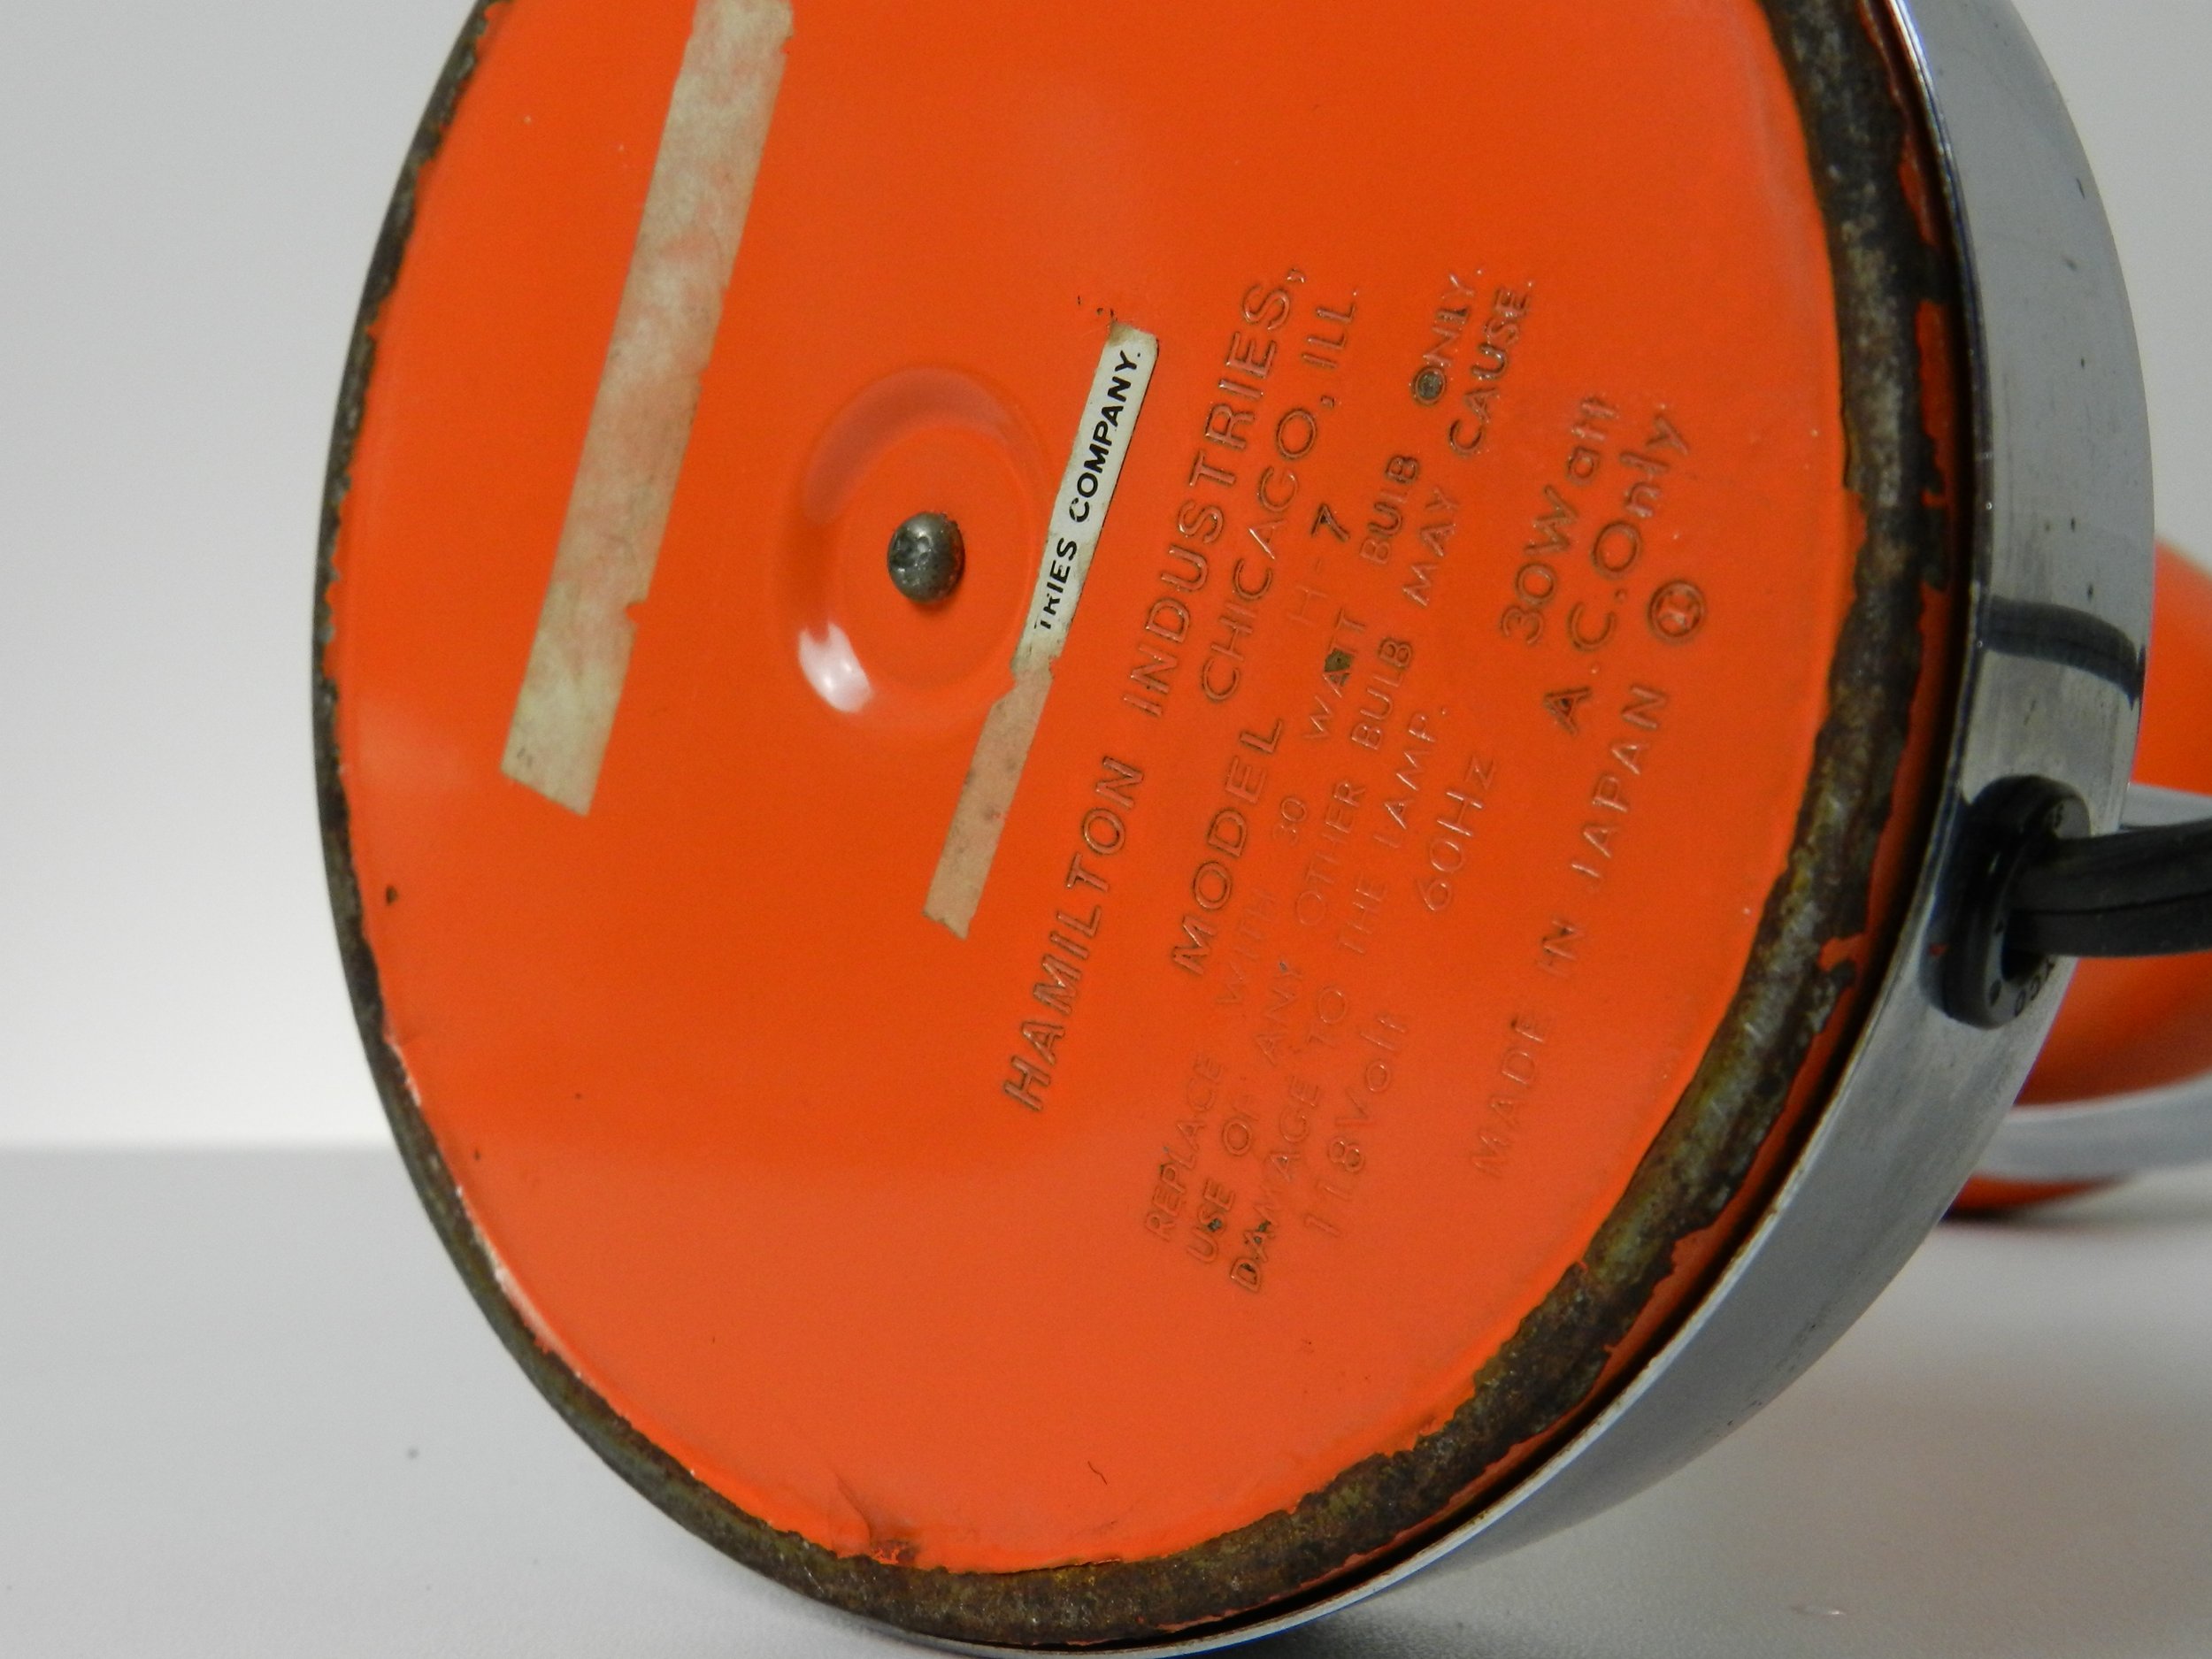 TRIES COMPANY.
HAMILTON INDUSTRIES,
CHICAGO, ILL.
MODEL H-7
REPLACE WITH 30 WATT BULB ONLY.
USE OF ANY OTHER BULB MAY CAUSE
DAMAGE TO THE LAMP.
118Volt 60Hz 30Watt
A.C.Only
MADE IN JAPAN